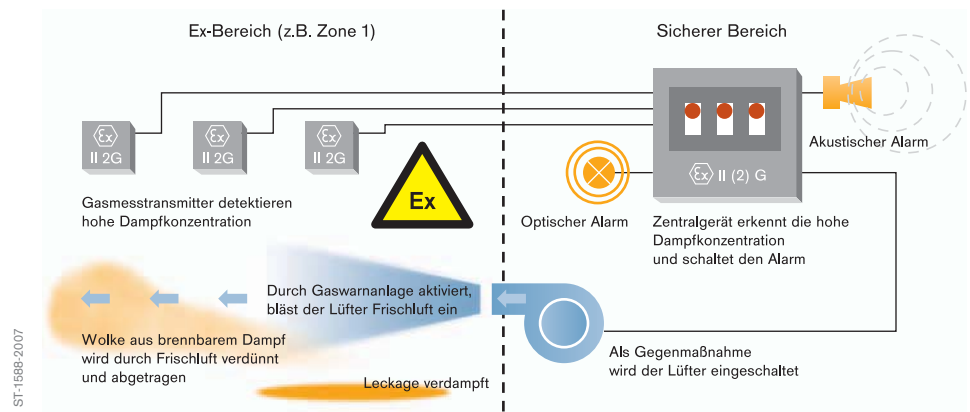 Ex-Bereich (z.B. Zone 1)
Sicherer Bereich
Ex
II 2G
Ex
II 2G
Ex
II 2G
Gasmesstransmitter detektieren
hohe Dampfkonzentration
Ex
Ex II (2) G
Akustischer Alarm
Optischer Alarm
Zentralgerät erkennt die hohe
Dampfkonzentration
und schaltet den Alarm
Durch Gaswarnanlage aktiviert,
bläst der Lüfter Frischluft ein
Wolke aus brennbarem Dampf
wird durch Frischluft verdünnt
und abgetragen
Leckage verdampft
Als Gegenmaßnahme
wird der Lüfter eingeschaltet
ST-1588-2007